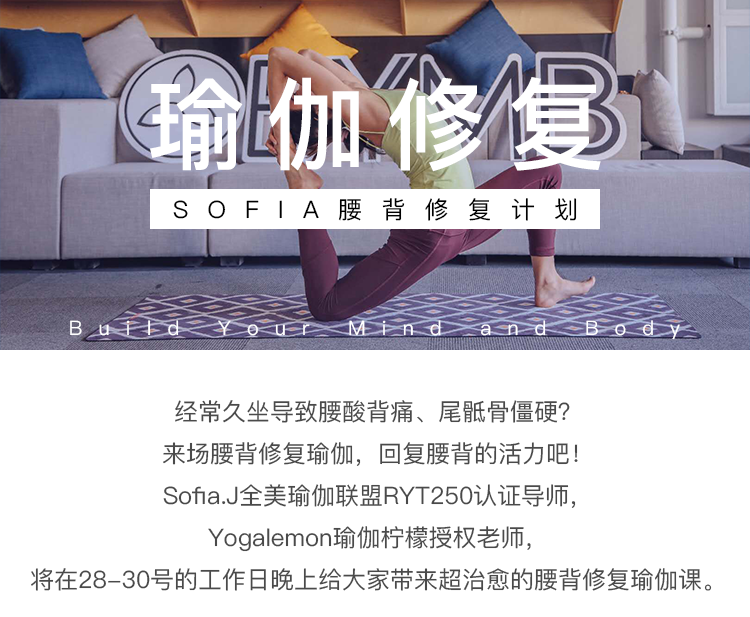 BYMB
瑜伽修复
SOFIA腰背修复计划
Build Your Mind and Body
经常久坐导致腰酸背痛、尾骶骨僵硬?
来场腰背修复瑜伽，回复腰背的活力吧！
Sofia.J全美瑜伽联盟RYT250认证导师，
Yogalemon瑜伽柠檬授权老师，
将在28-30号的工作日晚上给大家带来超治愈的腰背修复瑜伽课。